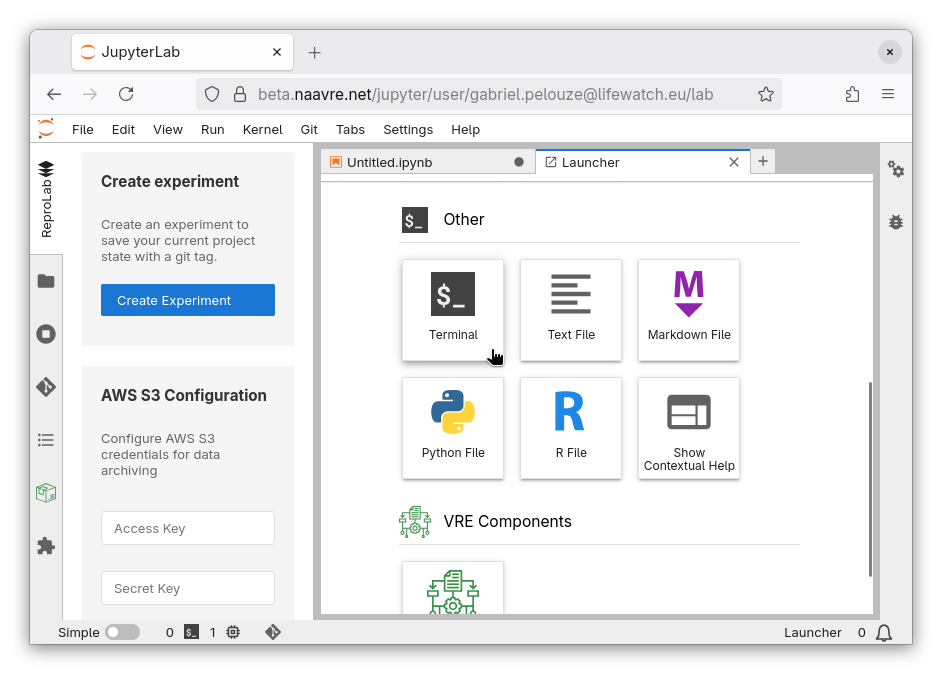 JupyterLab
beta.naavre.net/jupyter/user/gabriel.pelouze@lifewatch.eu/lab
File Edit View Run Kernel Git Tabs Settings Help
ReproLab
Create experiment
Create an experiment to
save your current project
state with a git tag.
Create Experiment
AWS S3 Configuration
Configure AWS S3
credentials for data
archiving
Access Key
Secret Key
Untitled.ipynb
Launcher
$_ Other
$_
Terminal
Text File
M
Markdown File
Python File
R
R File
Show
Contextual Help
VRE Components
Simple 0 $_ 1
Launcher 0